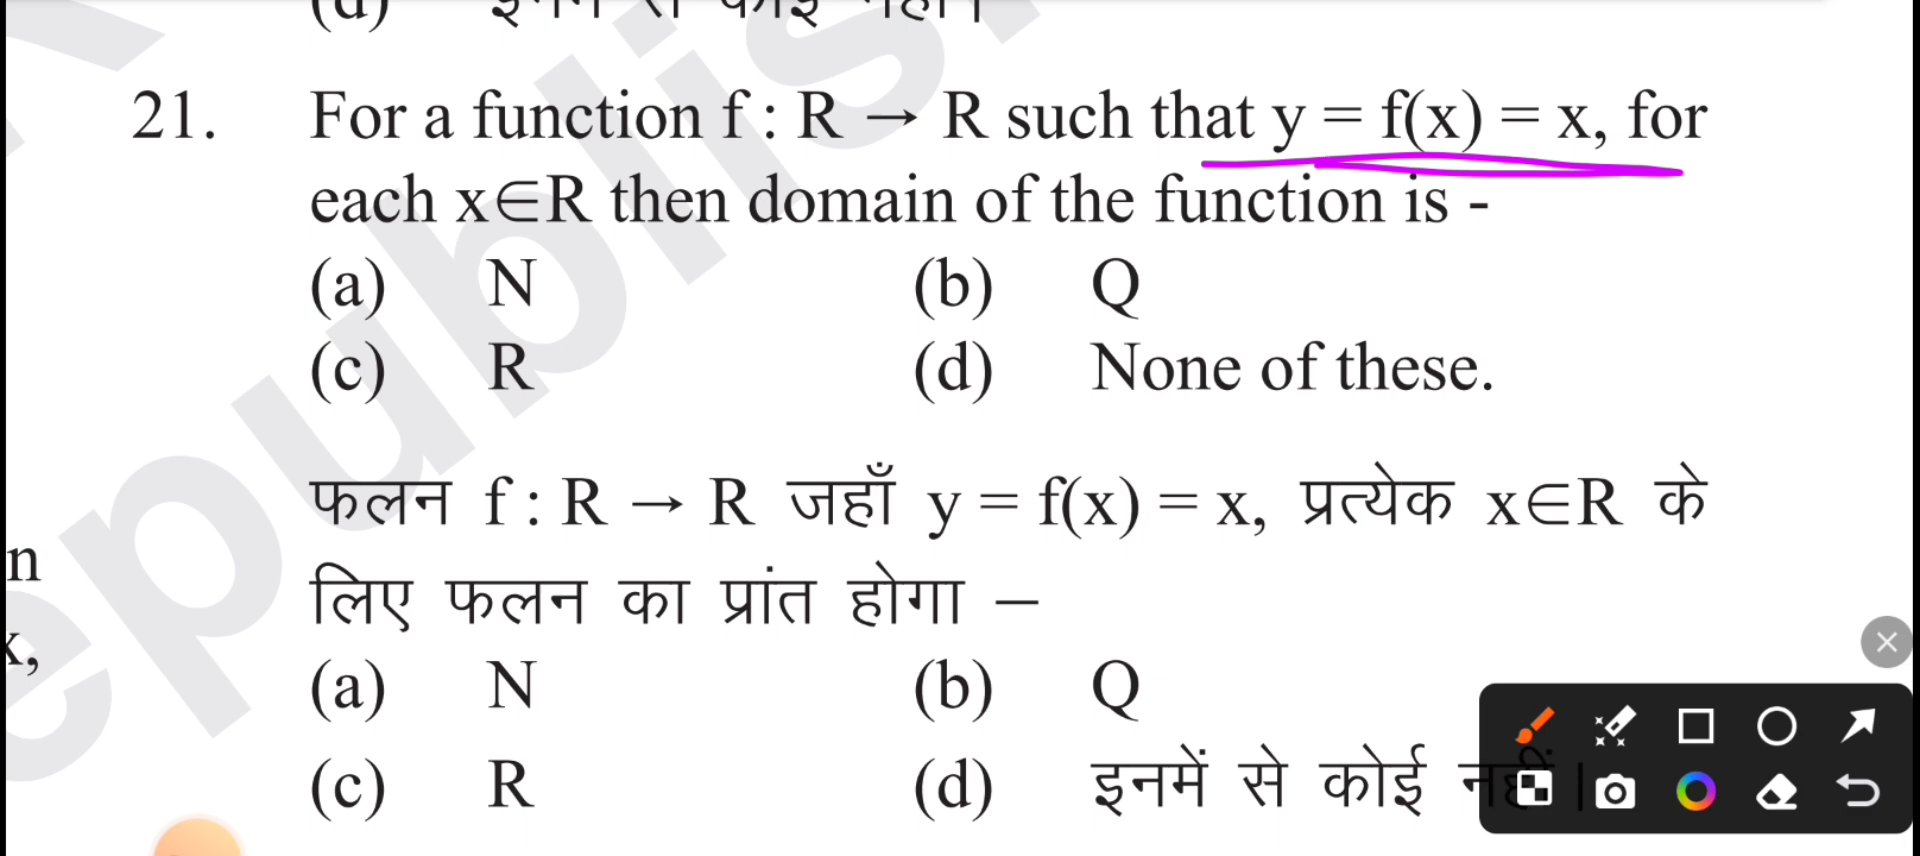 21. For a function f : R → R such that y = f(x) = x, for
each x∈R then domain of the function is -
(a) N (b) Q
(c) R (d) None of these.
फलन f : R → R जहाँ y = f(x) = x, प्रत्येक x∈R के
लिए फलन का प्रांत होगा –
n
x,
(a) N (b) Q
(c) R (d) इनमें से कोई नहीं।